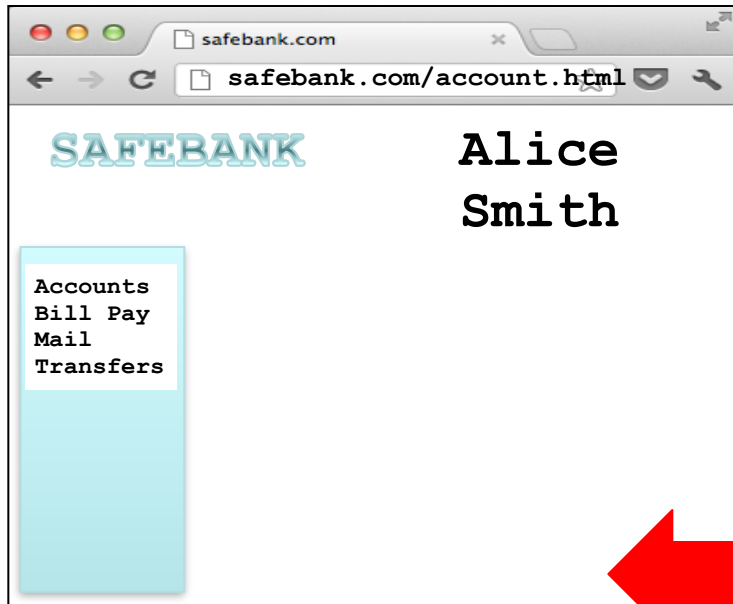 safebank.com
safebank.com/account.html
SAFEBANK
Alice
Smith
Accounts
Bill Pay
Mail
Transfers